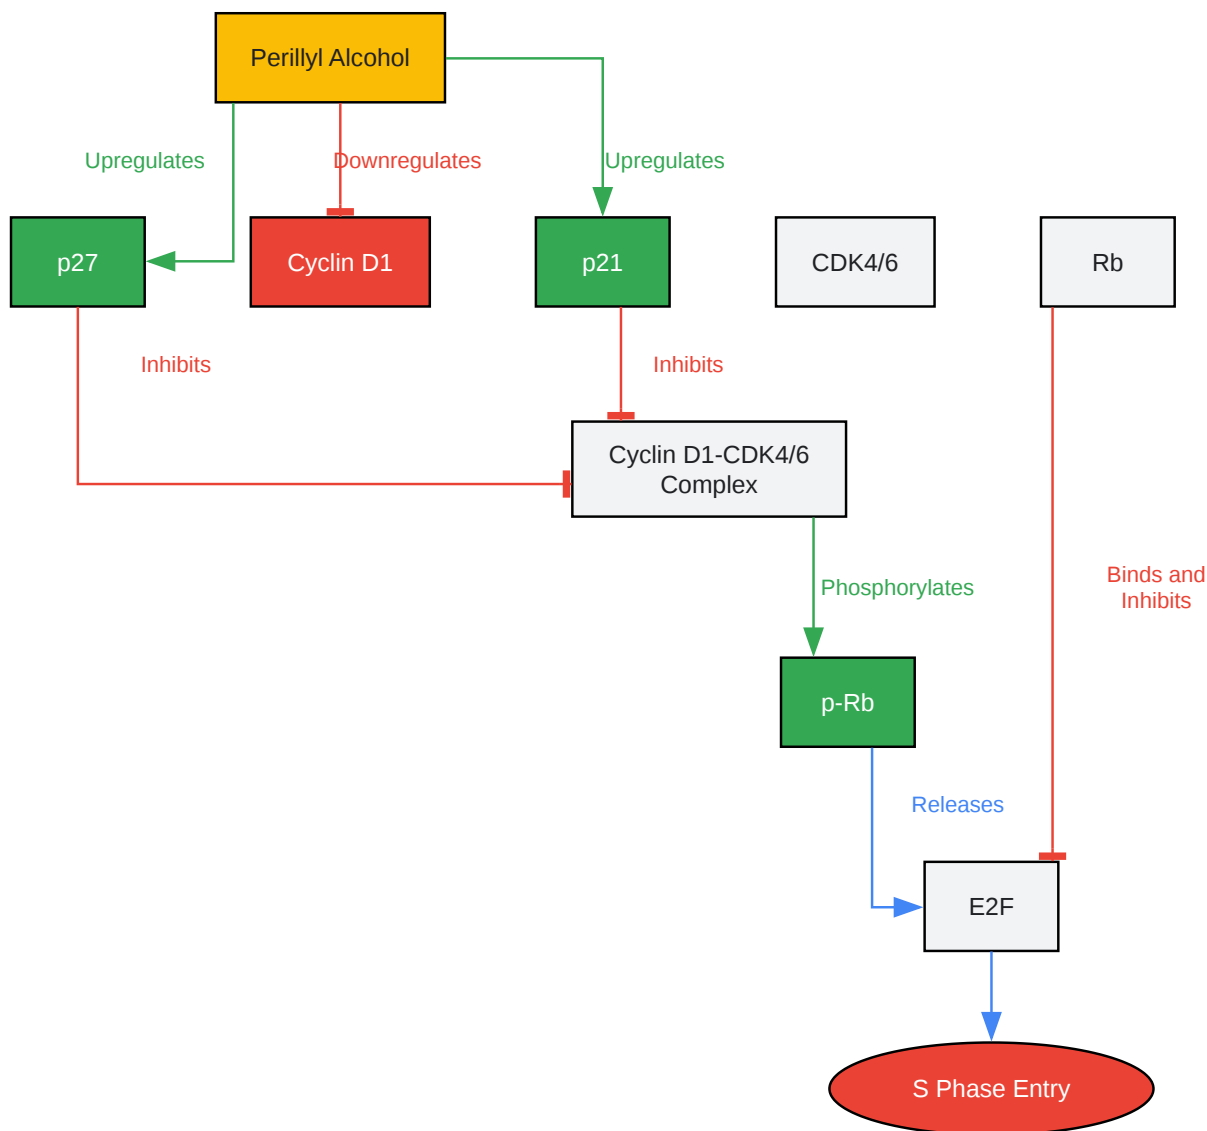 Perillyl Alcohol
Upregulates
Downregulates
Upregulates
p27
Cyclin D1
p21
CDK4/6
Rb
Inhibits
Inhibits
Cyclin D1-CDK4/6
Complex
Phosphorylates
Binds and
Inhibits
p-Rb
Releases
E2F
S Phase Entry